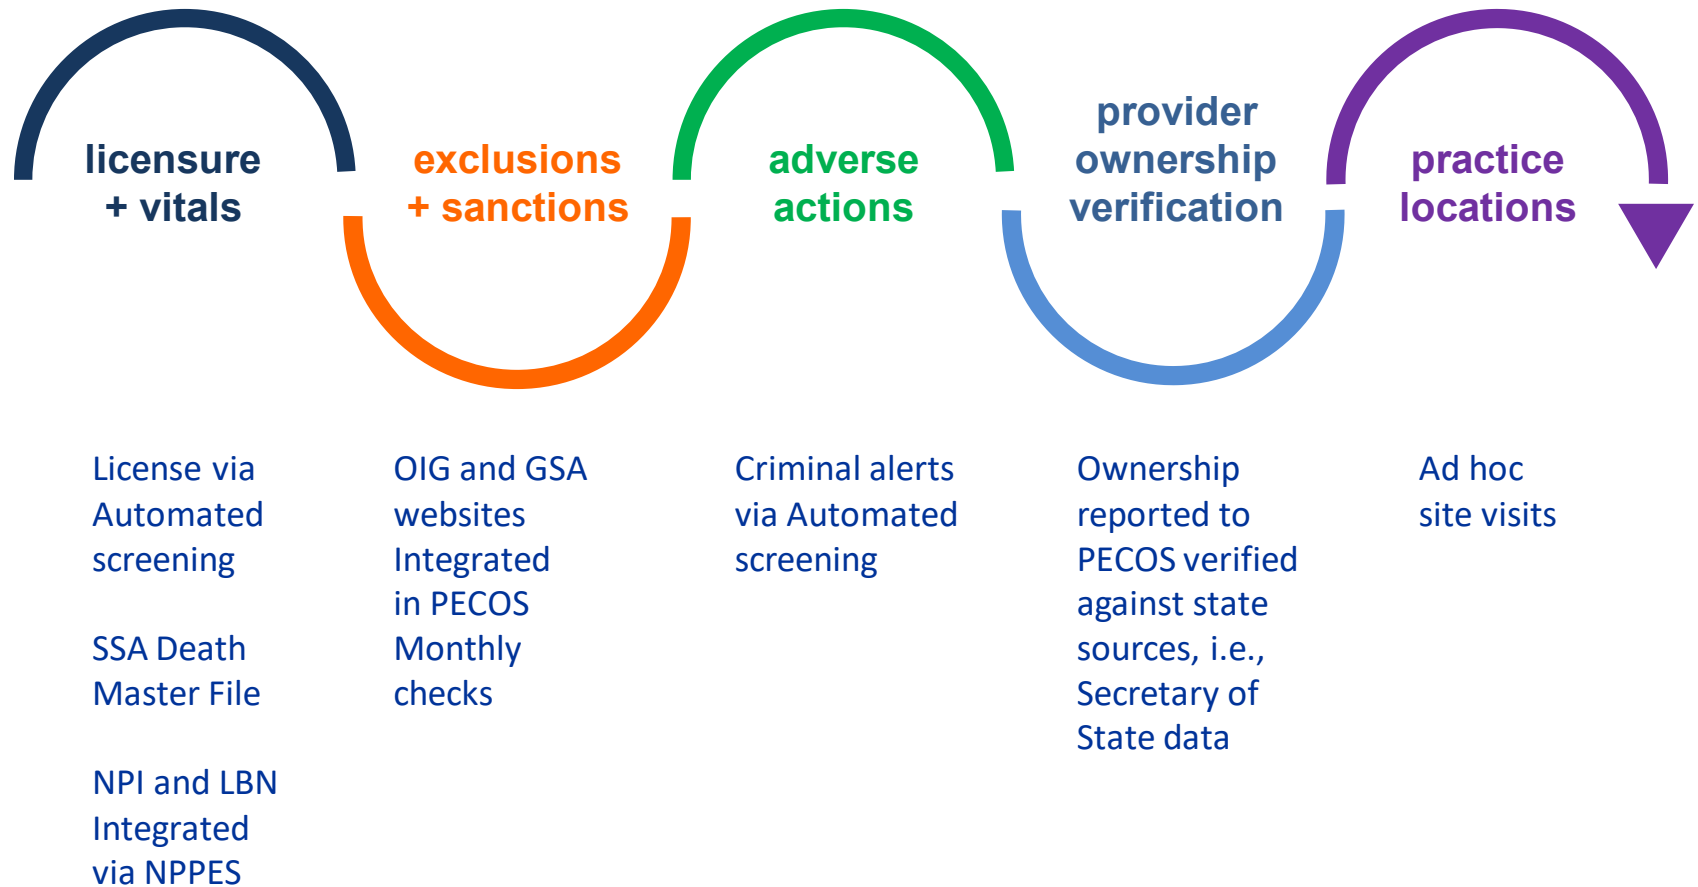 licensure
+ vitals
exclusions
+ sanctions
adverse
actions
provider
ownership
verification
practice
locations
License via
Automated
screening
SSA Death
Master File
NPI and LBN
Integrated
via NPPES
OIG and GSA
websites
Integrated
in PECOS
Monthly
checks
Criminal alerts
via Automated
screening
Ownership
reported to
PECOS verified
against state
sources, i.e.,
Secretary of
State data
Ad hoc
site visits